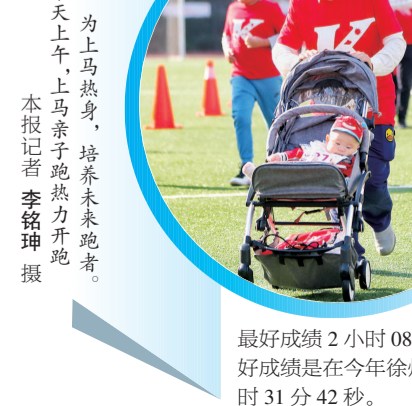 为上马热身，培养未来跑者。
天上午，上马亲子跑热力开跑
本报记者 李铭珅 摄
最好成绩 2 小时 08
好成绩是在今年徐
时 31 分 42 秒。